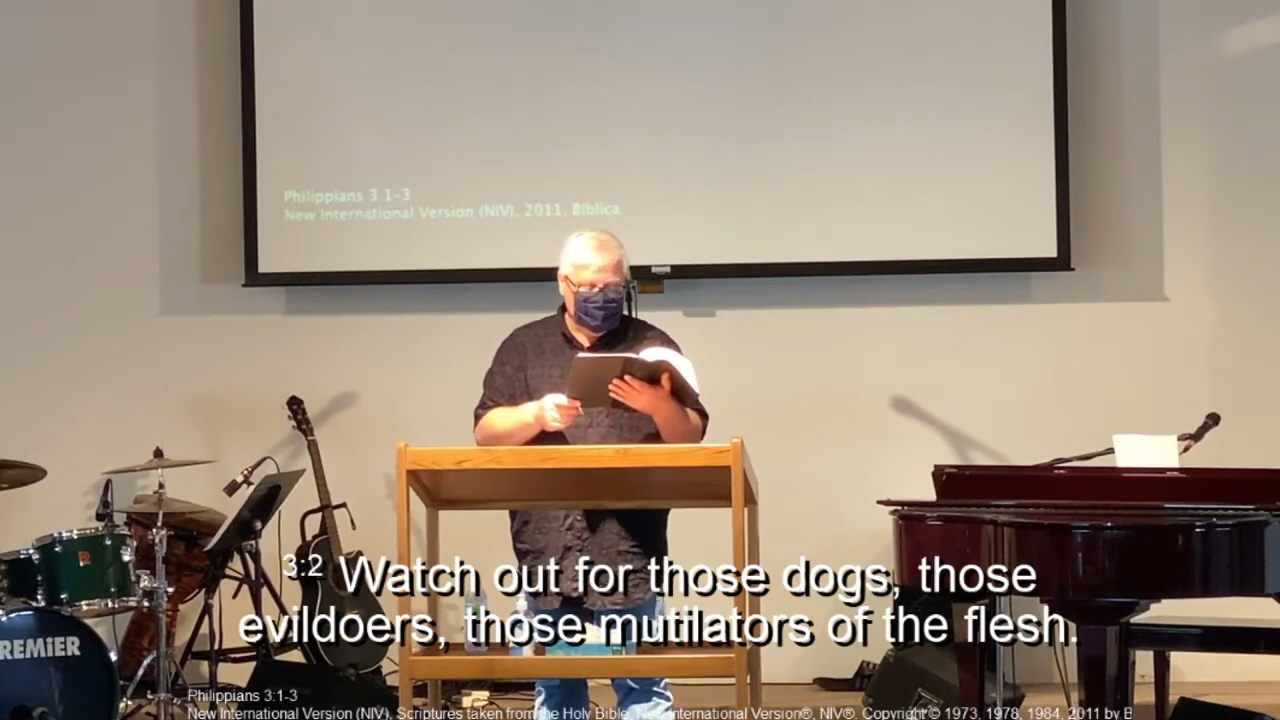 Philippians 3:1-3
New International Version (NIV), 2011, Biblica
PREMIER
3:2 Watch out for those dogs, those
evildoers, those mutilators of the flesh.
Philippians 3:1-3
New International Version (NIV), Scriptures taken from the Holy Bible, New International Version®, NIV®. Copyright © 1973, 1978, 1984, 2011 by B